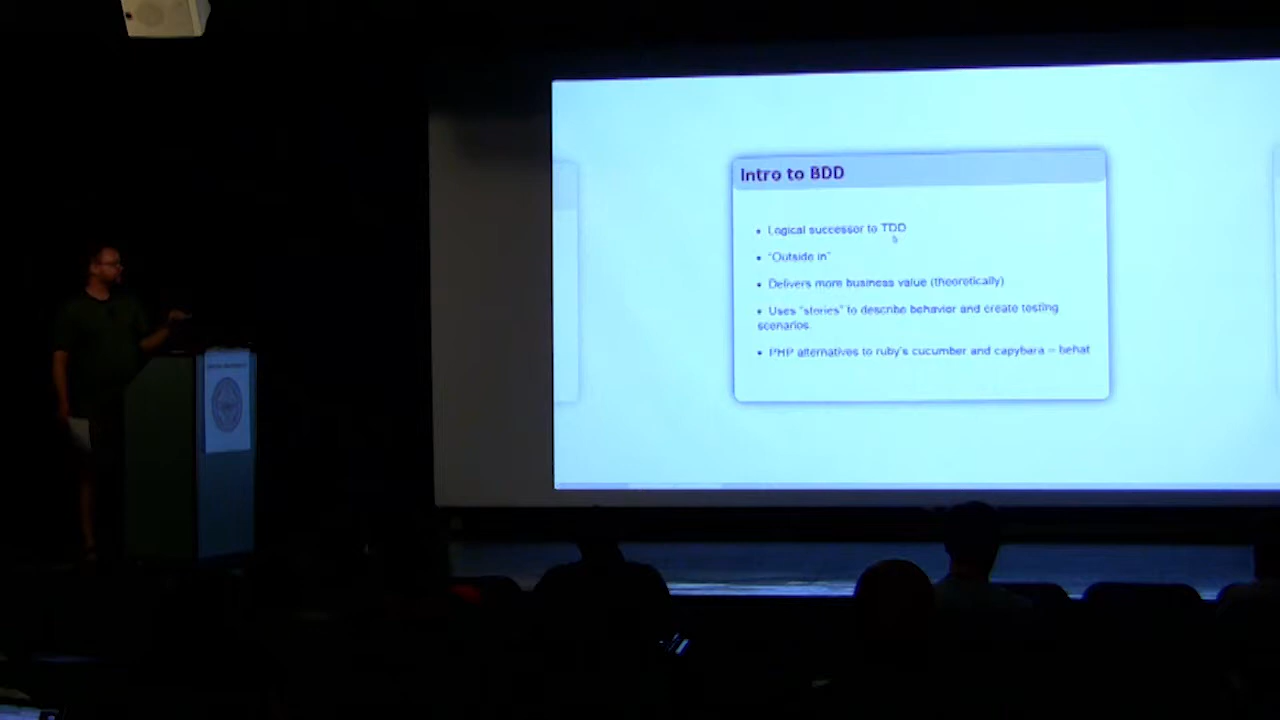 Intro to BDD
• Logical successor to TDD
• "Outside in"
• Delivers more business value (theoretically)
• Uses "stories" to describe behavior and create testing
scenarios.
• PHP alternatives to ruby's cucumber and capybara – behat